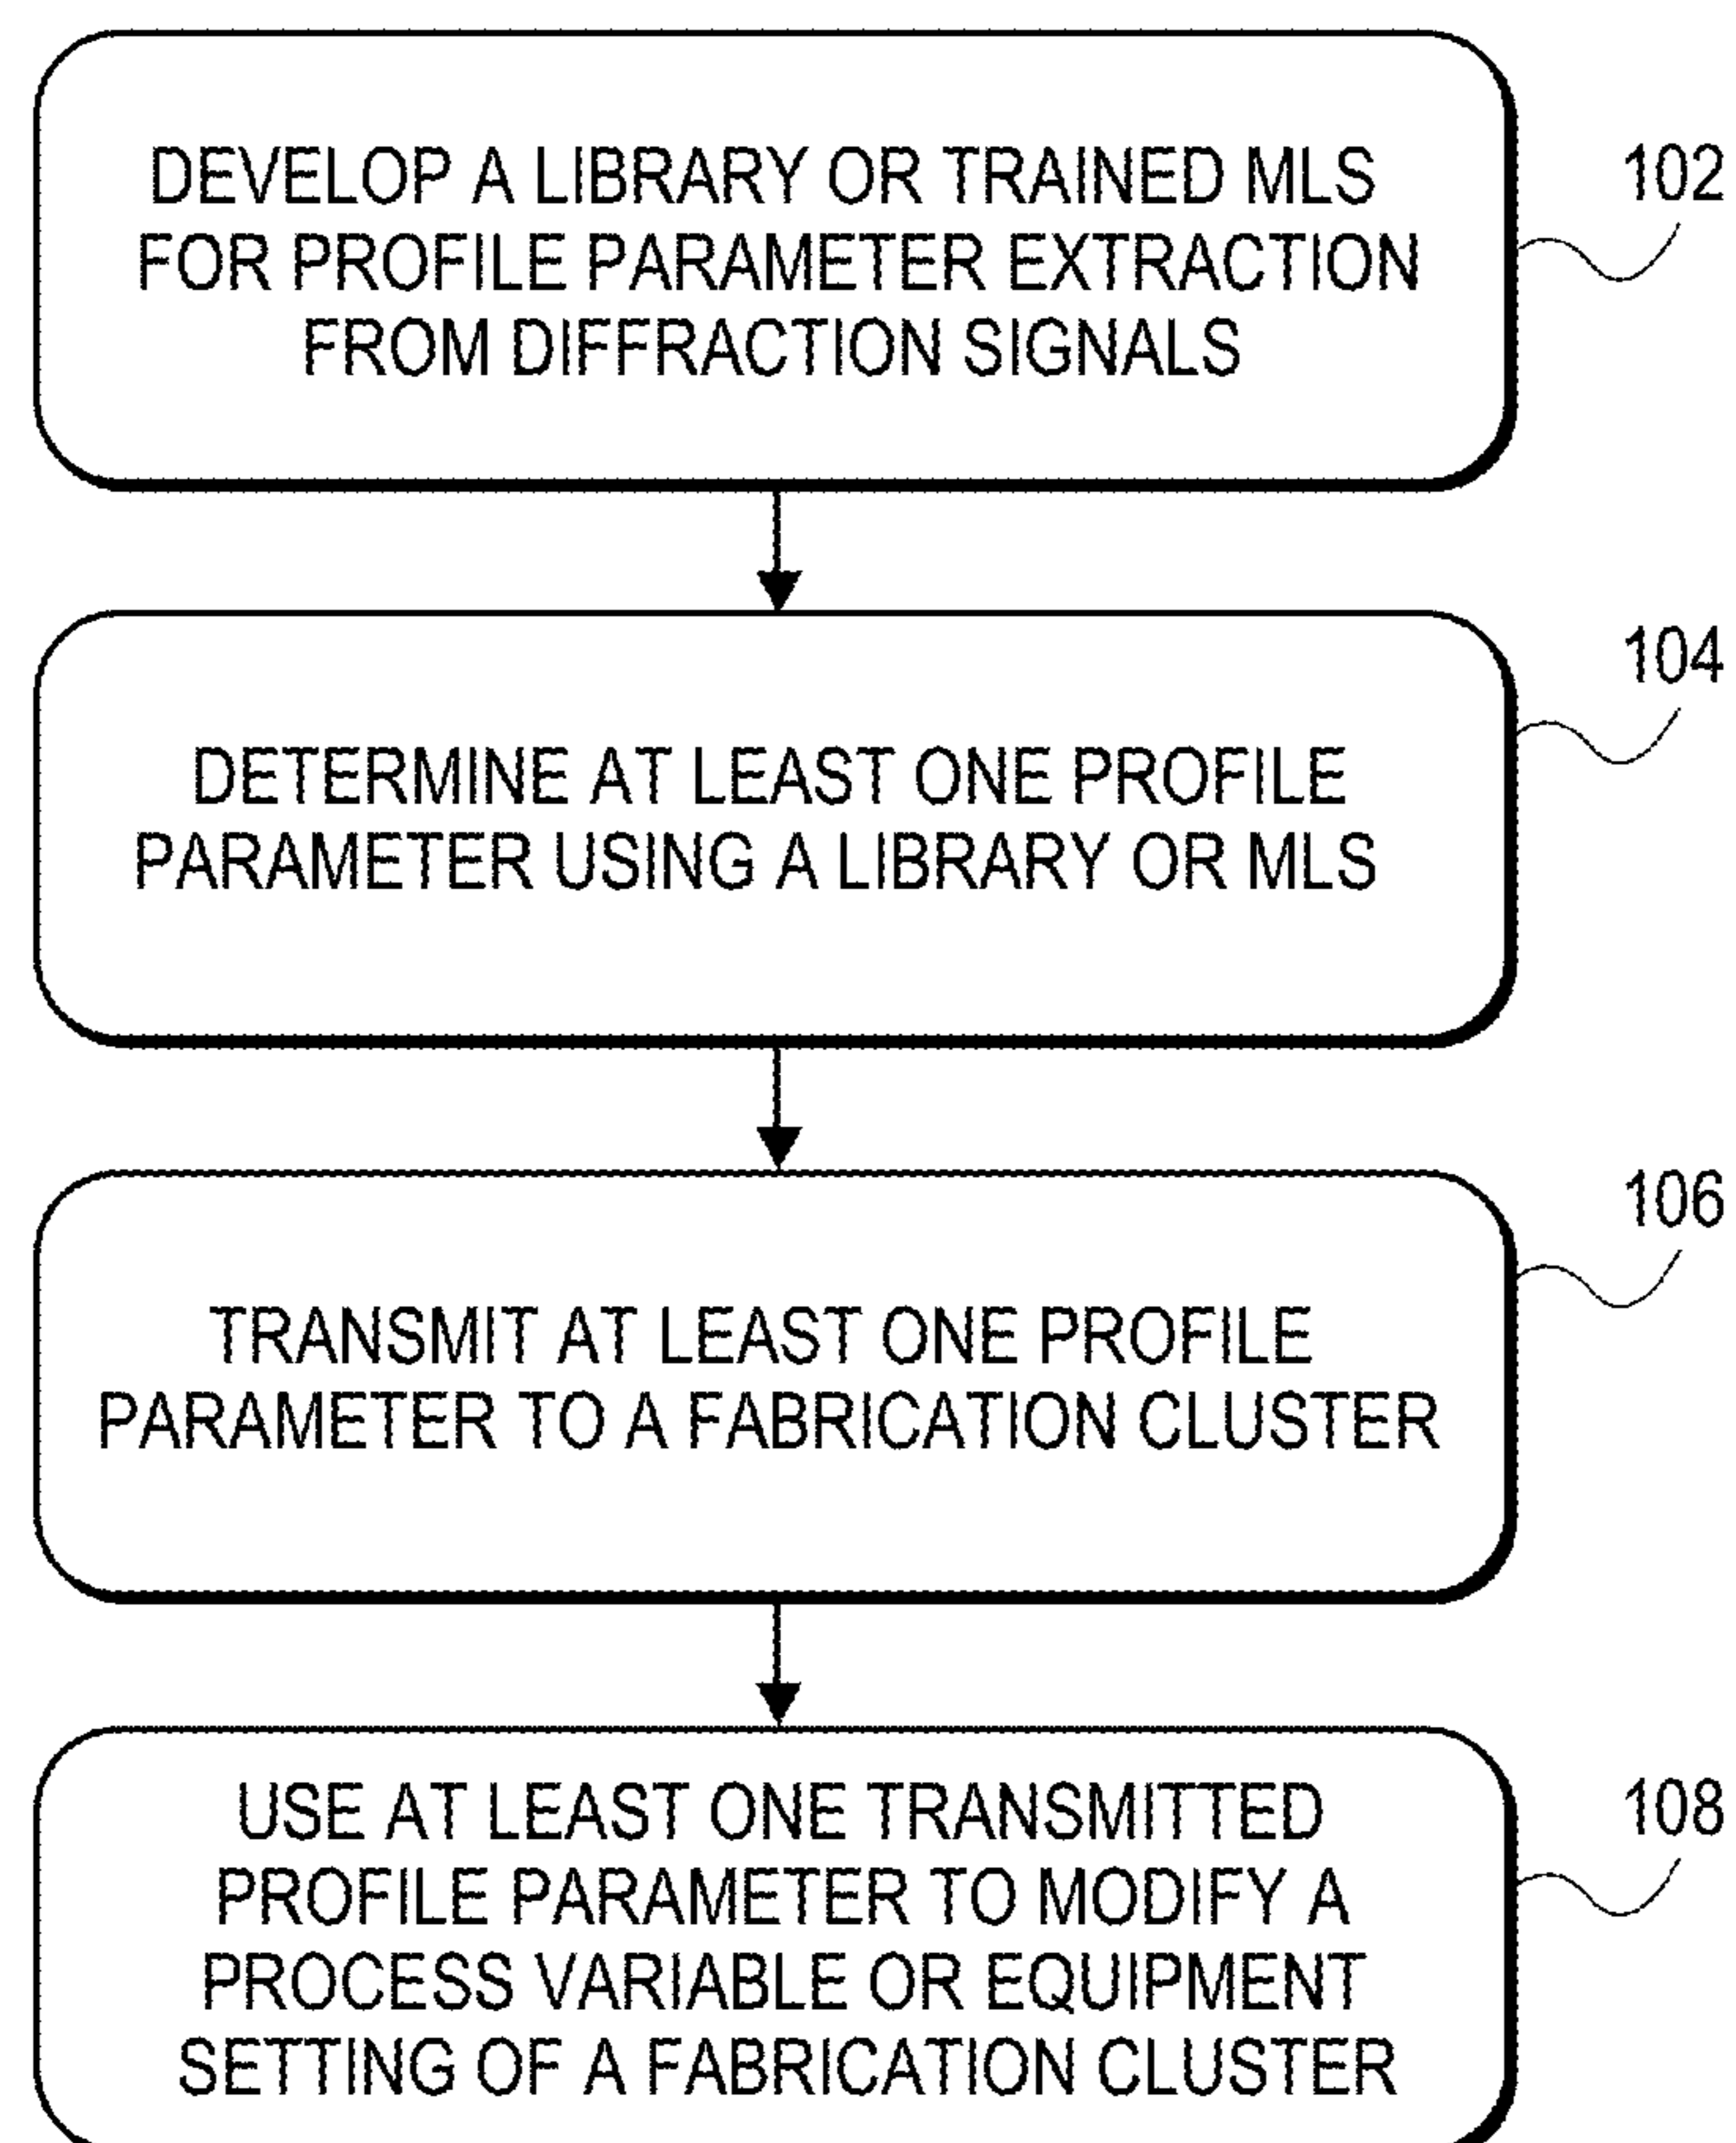 DEVELOP A LIBRARY OR TRAINED MLS
FOR PROFILE PARAMETER EXTRACTION
FROM DIFFRACTION SIGNALS
102
DETERMINE AT LEAST ONE PROFILE
PARAMETER USING A LIBRARY OR MLS
104
TRANSMIT AT LEAST ONE PROFILE
PARAMETER TO A FABRICATION CLUSTER
106
USE AT LEAST ONE TRANSMITTED
PROFILE PARAMETER TO MODIFY A
PROCESS VARIABLE OR EQUIPMENT
SETTING OF A FABRICATION CLUSTER
108